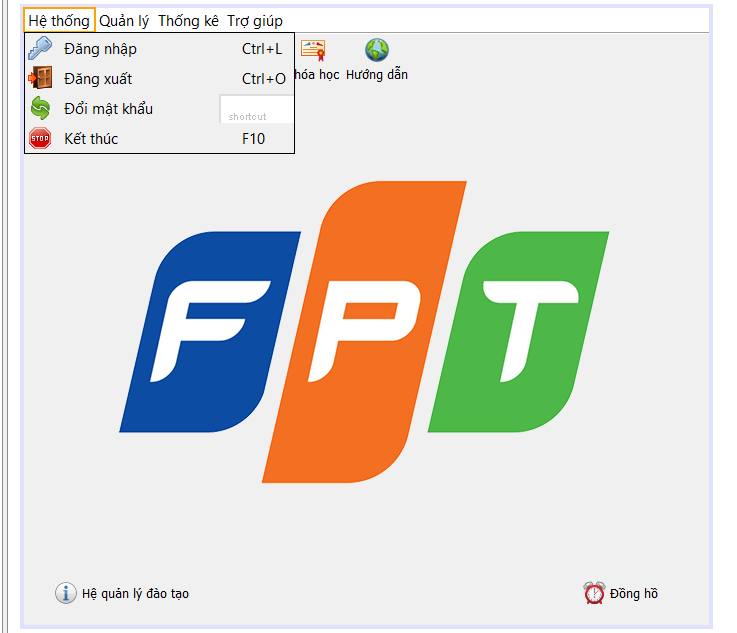 Hệ thống Quản lý Thống kê Trợ giúp
Đăng nhập Ctrl+L
Đăng xuất Ctrl+O
Đổi mật khẩu shortcut
STOP Kết thúc F10
hóa học Hướng dẫn
FPT
Hệ quản lý đào tạo
Đồng hồ